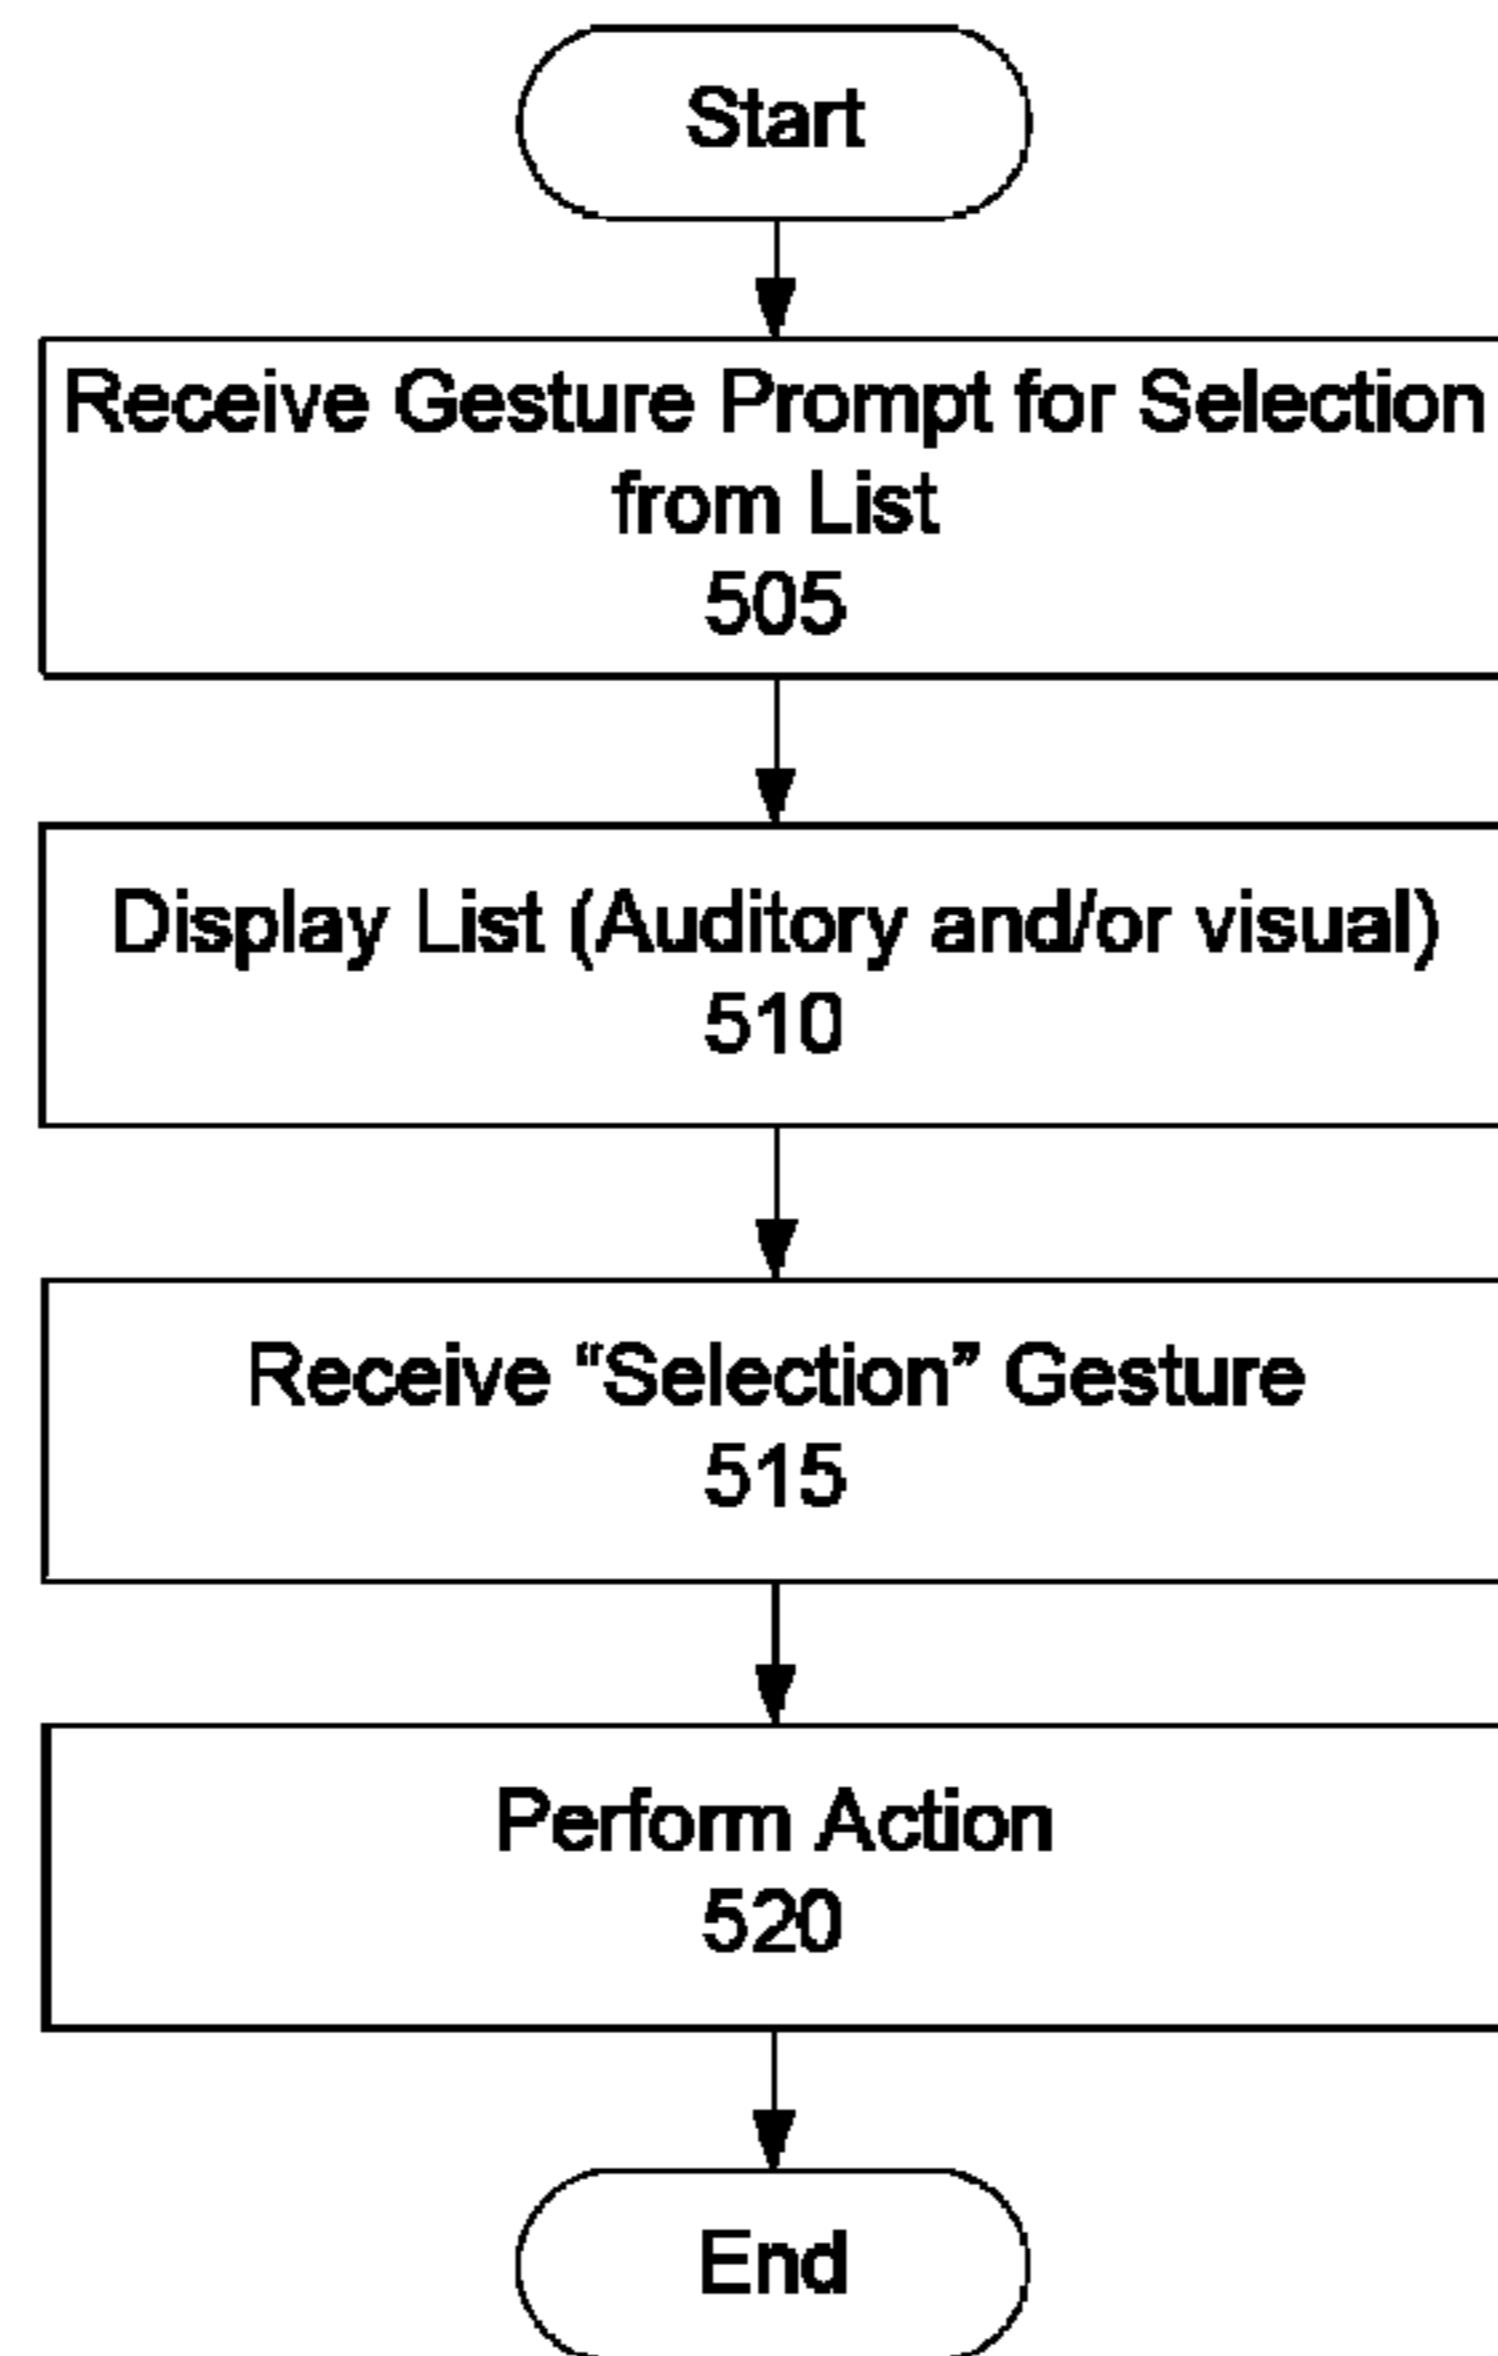 Start
Receive Gesture Prompt for Selection
from List
505
Display List (Auditory and/or visual)
510
Receive “Selection” Gesture
515
Perform Action
520
End